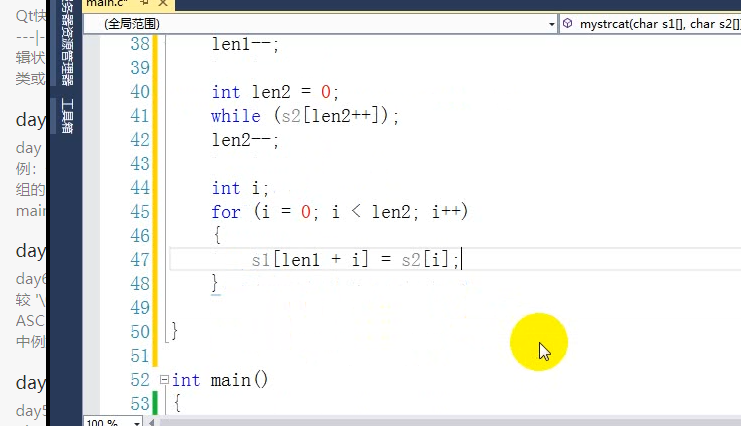 Qt快
---|-
辑状
类或
day
day
例:
组的
main
day
day6
较 '\
ASC
中例
day
day5
务器资源管理器
工具箱
main.c*
(全局范围)
mystrcat(char s1[], char s2[])
38 len1--;
39
40 int len2 = 0;
41 while (s2[len2++]);
42 len2--;
43
44 int i;
45 for (i = 0; i < len2; i++)
46 {
47 s1[len1 + i] = s2[i];
48 }
49
50 }
51
52 int main()
53 {
100 %